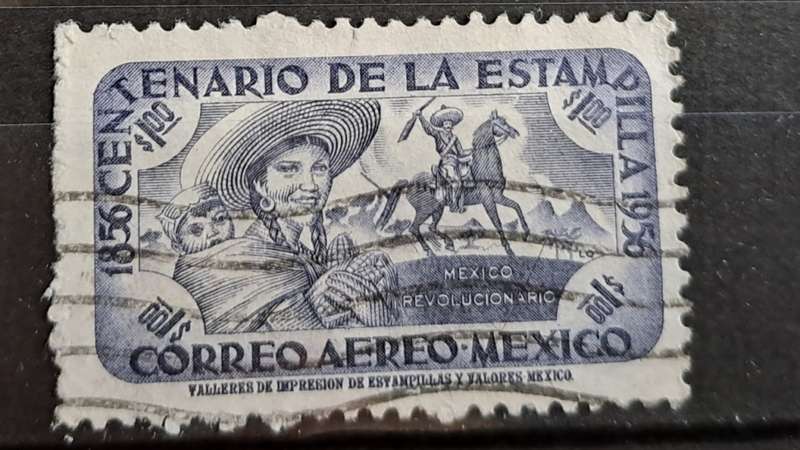 1856 CENTENARIO DE LA ESTAMPILLA 1956
$1.00
$1.00
MEXICO
REVOLUCIONARIO
$1.00
$1.00
CORREO AEREO·MEXICO
TALLERES DE IMPRESION DE ESTAMPILLAS Y VALORES-MEXICO.